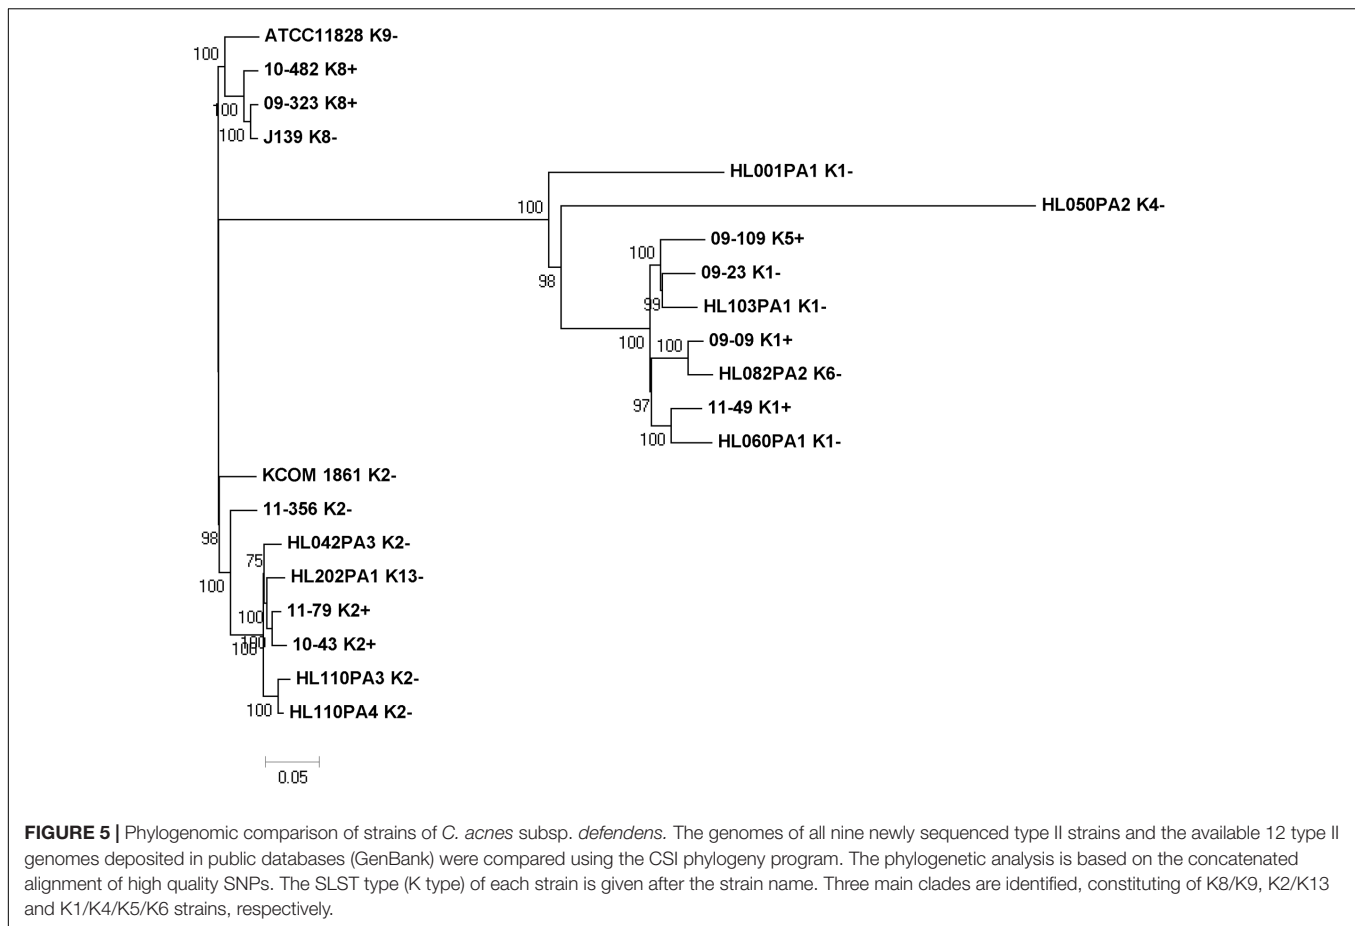 ATCC11828 K9-
100
10-482 K8+
100
09-323 K8+
100
J139 K8-
HL001PA1 K1-
100
HL050PA2 K4-
09-109 K5+
100
09-23 K1-
98
99
HL103PA1 K1-
09-09 K1+
100
100
HL082PA2 K6-
97
11-49 K1+
100
HL060PA1 K1-
KCOM 1861 K2-
11-356 K2-
98
HL042PA3 K2-
75
HL202PA1 K13-
100
11-79 K2+
100
10-43 K2+
100
100
HL110PA3 K2-
100
HL110PA4 K2-
0.05
FIGURE 5 | Phylogenomic comparison of strains of C. acnes subsp. defendens. The genomes of all nine newly sequenced type II strains and the available 12 type II
genomes deposited in public databases (GenBank) were compared using the CSI phylogeny program. The phylogenetic analysis is based on the concatenated
alignment of high quality SNPs. The SLST type (K type) of each strain is given after the strain name. Three main clades are identified, constituting of K8/K9, K2/K13
and K1/K4/K5/K6 strains, respectively.